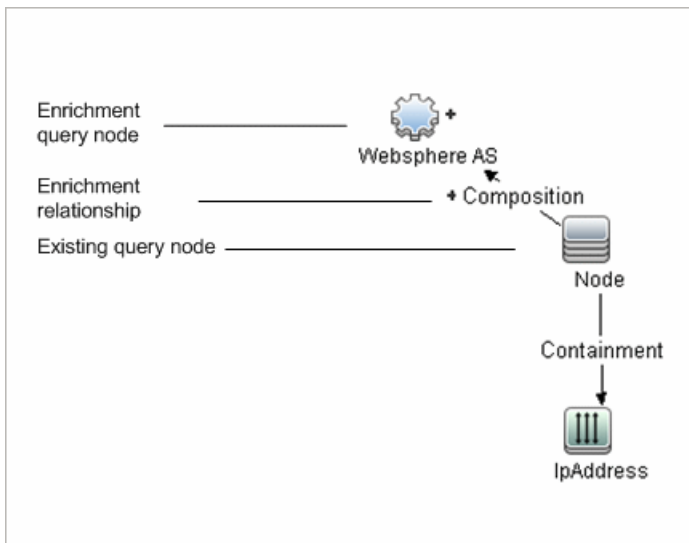 Enrichment
query node
+
Websphere AS
Enrichment
relationship
+ Composition
Existing query node
Node
Containment
IpAddress